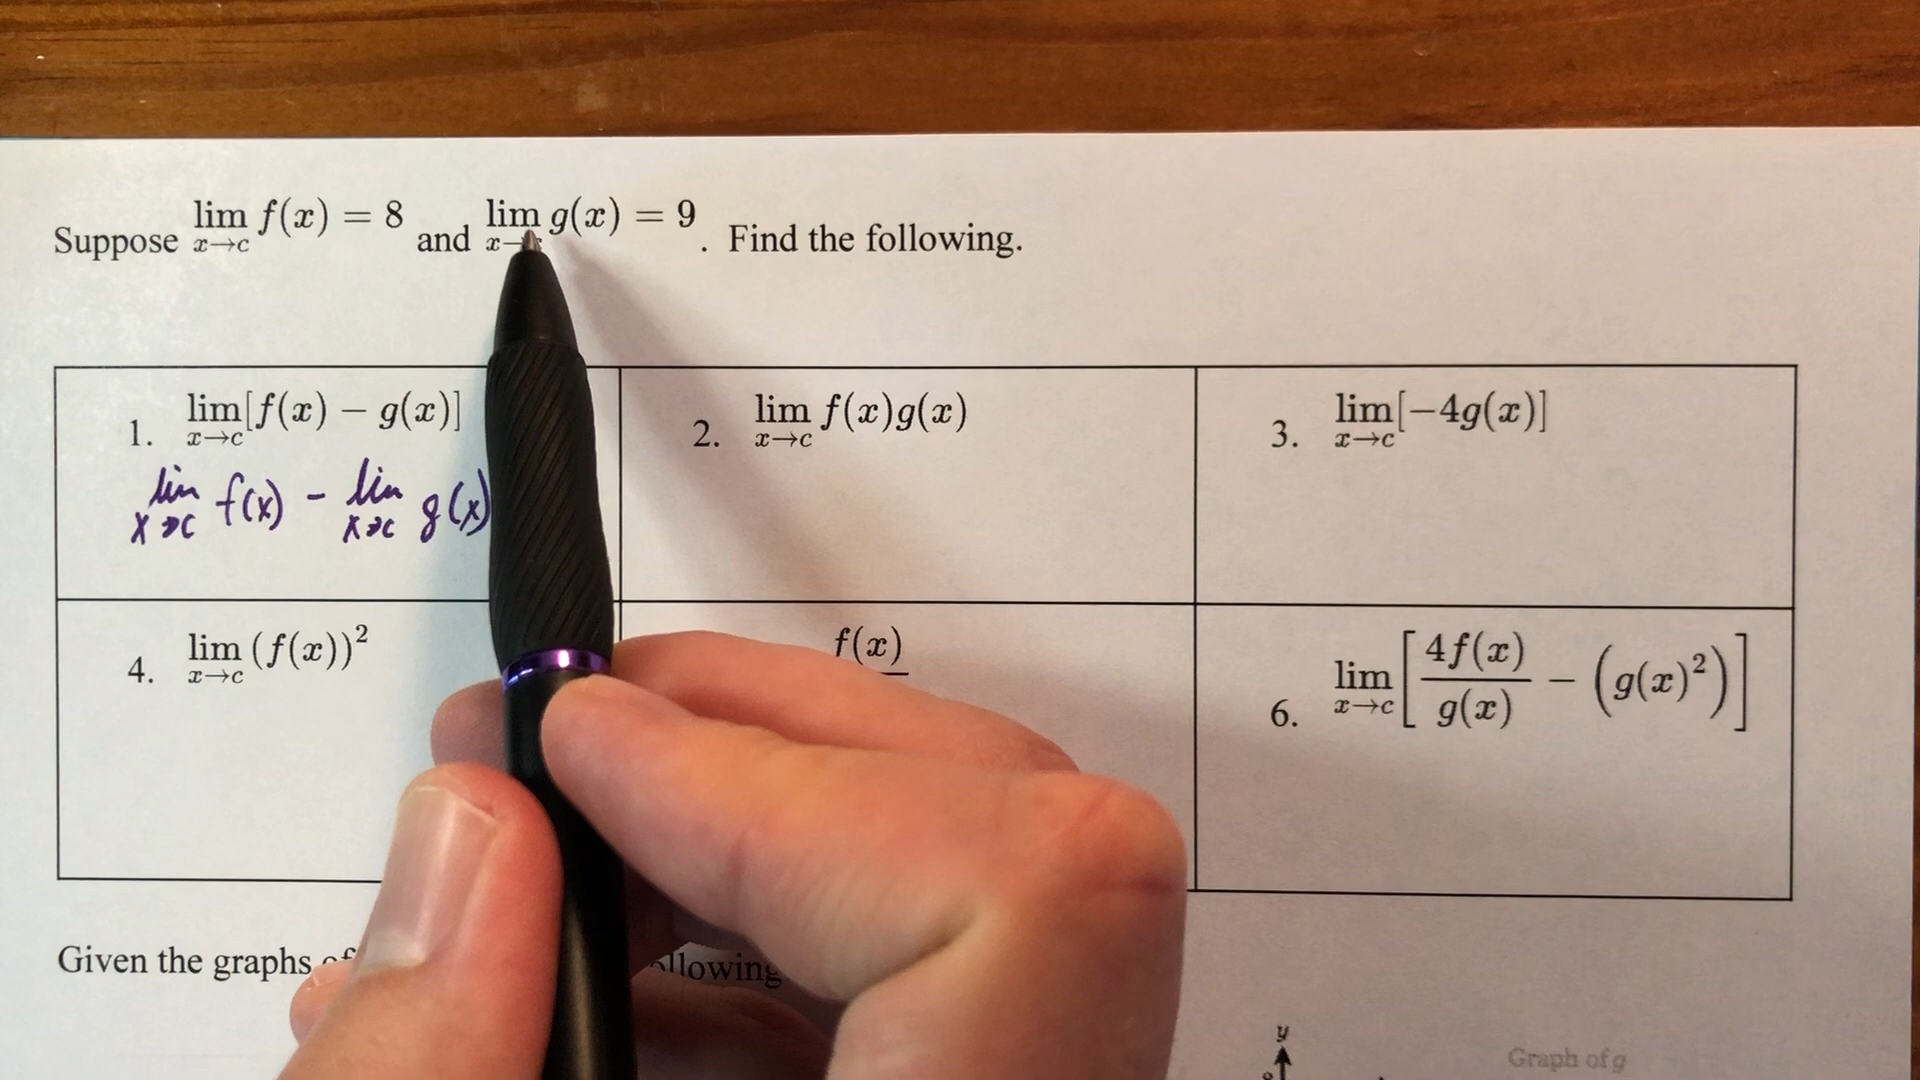 Suppose lim x→c f(x) = 8 and lim x→ g(x) = 9 . Find the following.
1. lim x→c [f(x) − g(x)]
lim x→c f(x) - lim x→c g(x)
2. lim x→c f(x)g(x)
3. lim x→c [−4g(x)]
4. lim x→c (f(x))²
f(x)
6. lim x→c [4f(x)/g(x) − (g(x)²)]
Given the graphs
y
Graph of g